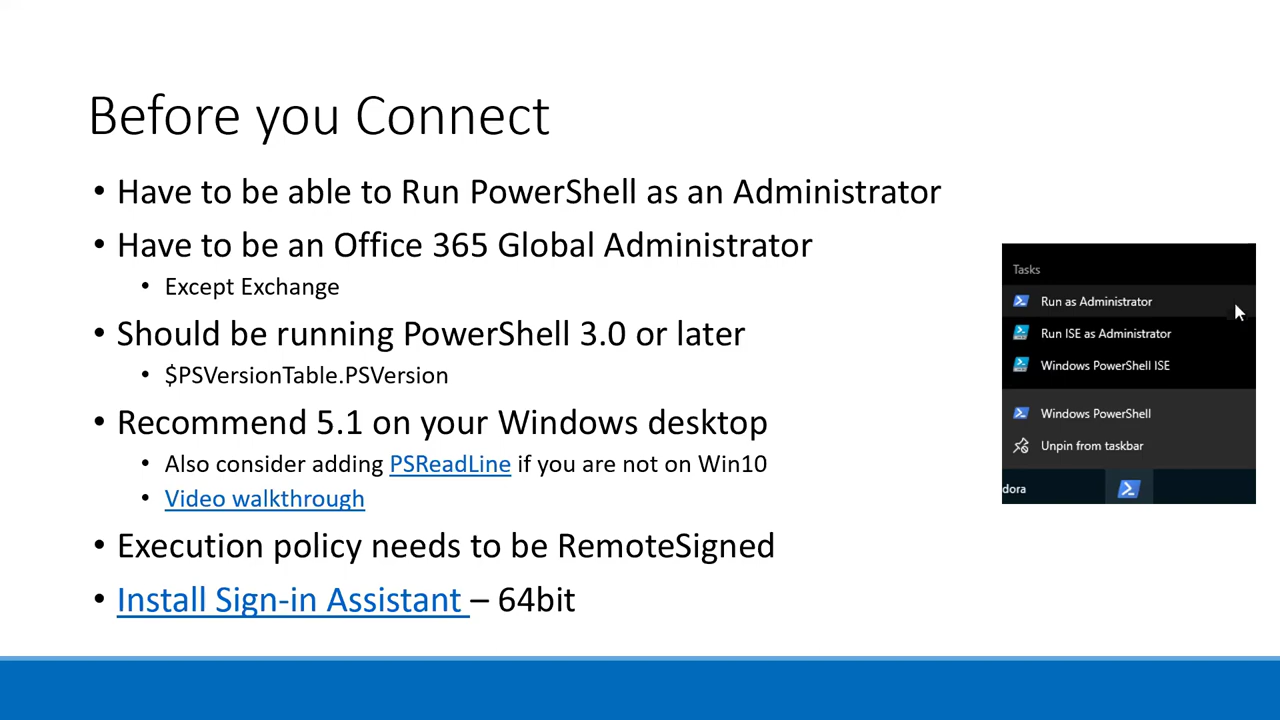 Before you Connect
• Have to be able to Run PowerShell as an Administrator
• Have to be an Office 365 Global Administrator
• Except Exchange
• Should be running PowerShell 3.0 or later
• $PSVersionTable.PSVersion
• Recommend 5.1 on your Windows desktop
• Also consider adding PSReadLine if you are not on Win10
• Video walkthrough
• Execution policy needs to be RemoteSigned
• Install Sign-in Assistant – 64bit
Tasks
Run as Administrator
Run ISE as Administrator
Windows PowerShell ISE
Windows PowerShell
Unpin from taskbar
dora